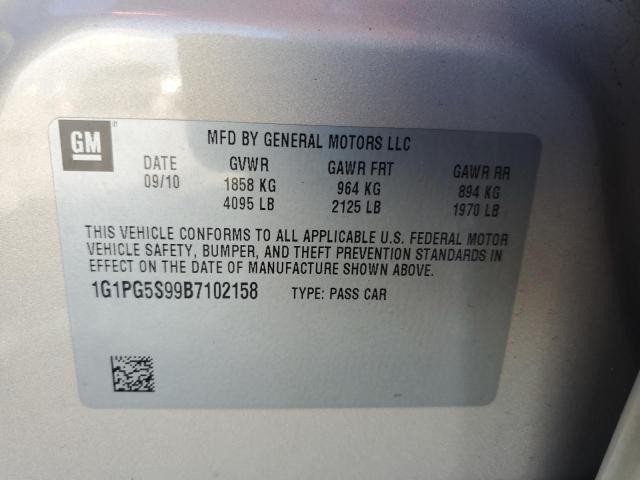 GM
MFD BY GENERAL MOTORS LLC
DATE GVWR GAWR FRT GAWR RR
09/10 1858 KG 964 KG 894 KG
4095 LB 2125 LB 1970 LB
THIS VEHICLE CONFORMS TO ALL APPLICABLE U.S. FEDERAL MOTOR
VEHICLE SAFETY, BUMPER, AND THEFT PREVENTION STANDARDS IN
EFFECT ON THE DATE OF MANUFACTURE SHOWN ABOVE.
1G1PG5S99B7102158 TYPE: PASS CAR